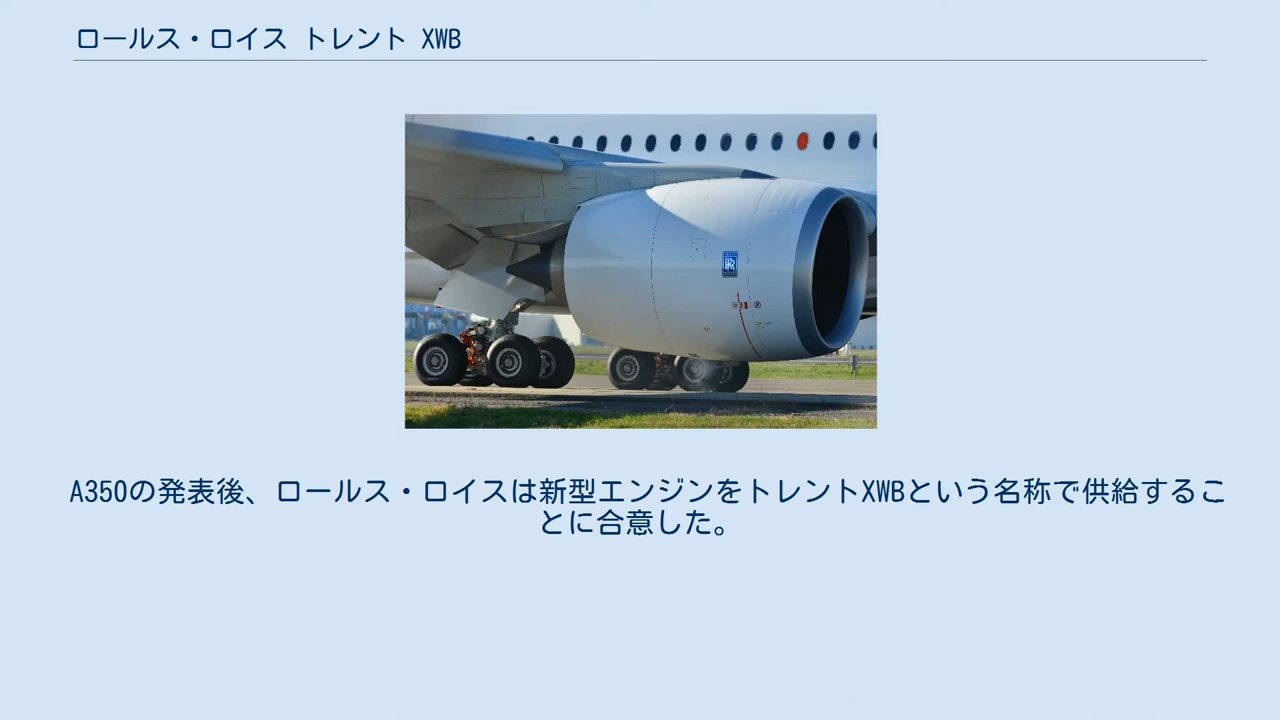 ロールス・ロイス トレント XWB
A350の発表後、ロールス・ロイスは新型エンジンをトレントXWBという名称で供給するこ
とに合意した。